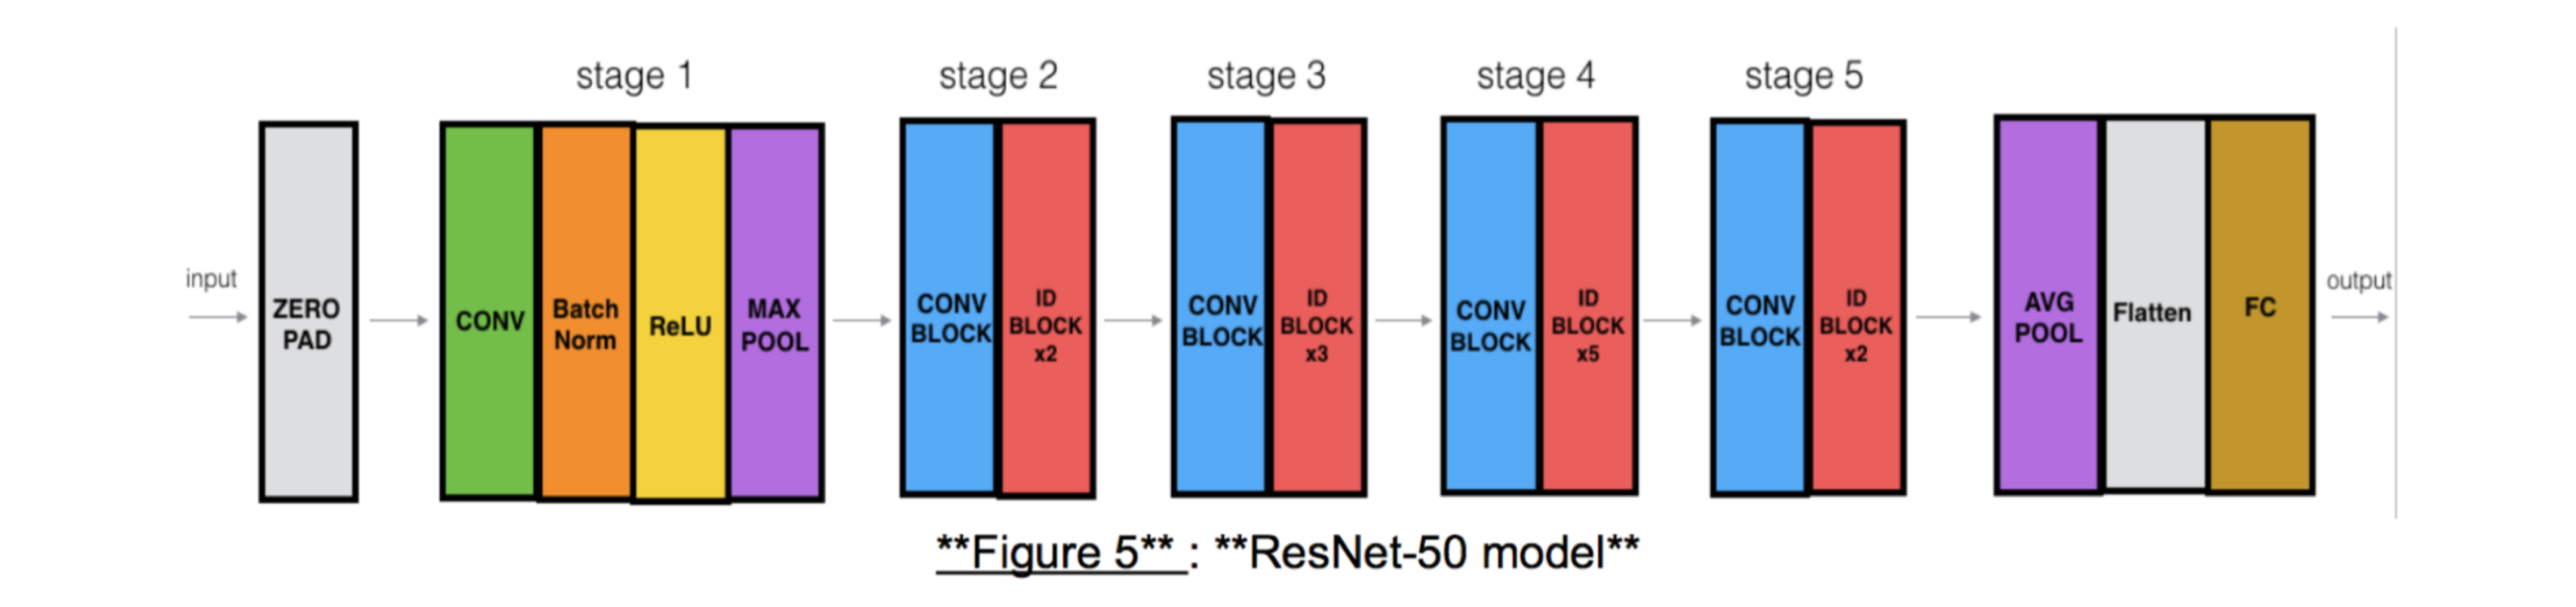 stage 1
stage 2
stage 3
stage 4
stage 5
input
ZERO
PAD
CONV
Batch
Norm
ReLU
MAX
POOL
CONV
BLOCK
ID
BLOCK
x2
CONV
BLOCK
ID
BLOCK
x3
CONV
BLOCK
ID
BLOCK
x5
CONV
BLOCK
ID
BLOCK
x2
AVG
POOL
Flatten
FC
output
**Figure 5** : **ResNet-50 model**